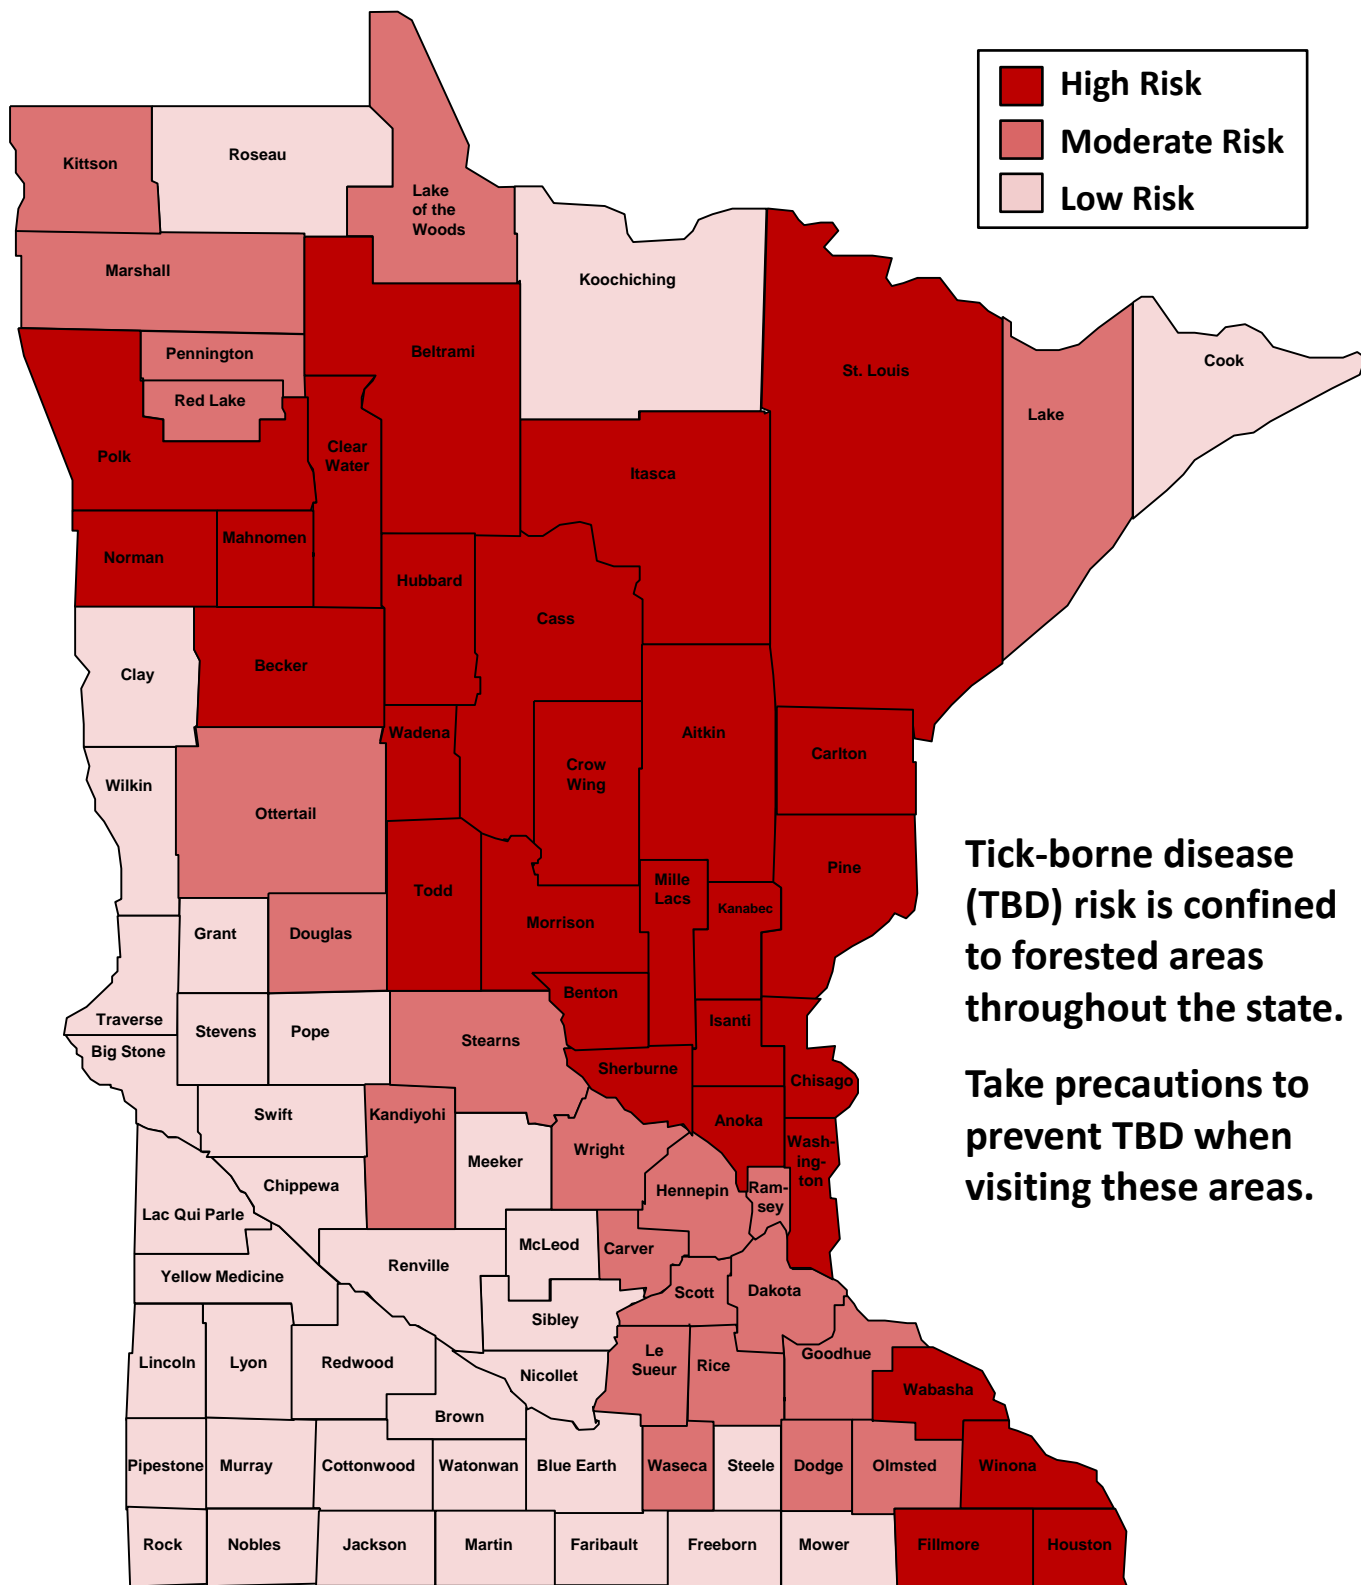 High Risk
Moderate Risk
Low Risk
Kittson
Roseau
Lake
of the
Woods
Marshall
Koochiching
Pennington
Beltrami
St. Louis
Cook
Red Lake
Lake
Polk
Clear
Water
Itasca
Norman
Mahnomen
Hubbard
Cass
Clay
Becker
Wadena
Aitkin
Carlton
Wilkin
Crow
Wing
Ottertail
Tick-borne disease
(TBD) risk is confined
to forested areas
throughout the state.
Take precautions to
prevent TBD when
visiting these areas.
Todd
Mille
Lacs
Pine
Kanabec
Morrison
Grant
Douglas
Benton
Traverse
Stevens
Pope
Isanti
Big Stone
Stearns
Sherburne
Chisago
Swift
Kandiyohi
Anoka
Meeker
Wright
Wash-
ing-
ton
Chippewa
Hennepin
Ram-
sey
Lac Qui Parle
McLeod
Carver
Renville
Yellow Medicine
Scott
Dakota
Sibley
Lincoln
Lyon
Redwood
Le
Sueur
Rice
Goodhue
Nicollet
Wabasha
Brown
Pipestone
Murray
Cottonwood
Watonwan
Blue Earth
Waseca
Steele
Dodge
Olmsted
Winona
Rock
Nobles
Jackson
Martin
Faribault
Freeborn
Mower
Fillmore
Houston